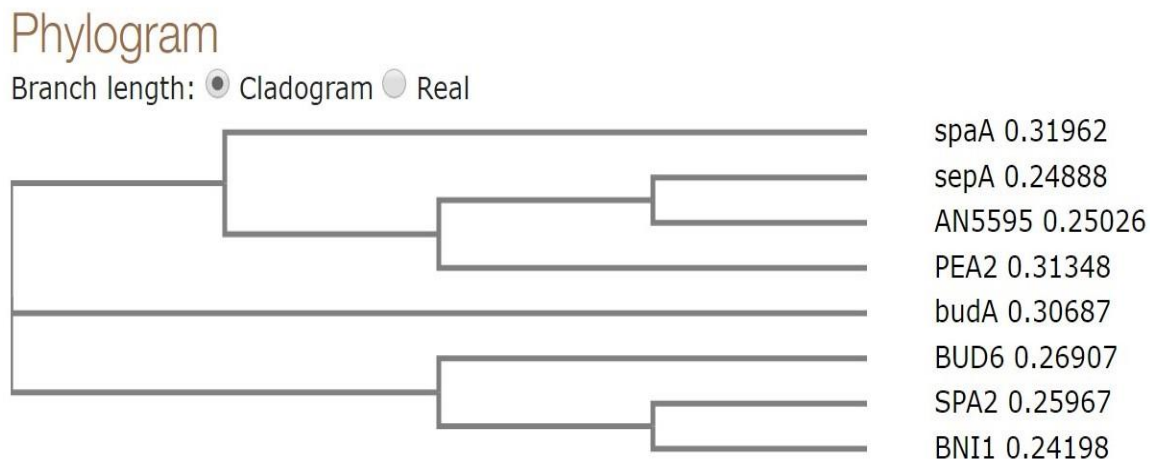 Phylogram
Branch length: Cladogram Real
spaA 0.31962
sepA 0.24888
AN5595 0.25026
PEA2 0.31348
budA 0.30687
BUD6 0.26907
SPA2 0.25967
BNI1 0.24198